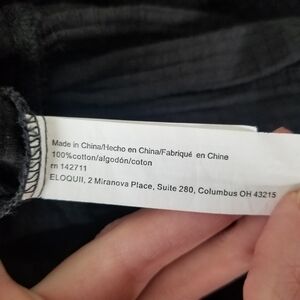 Made in China/Hecho en China/Fabriqué en Chine
100%cotton/algodón/coton
rn 142711
ELOQUII, 2 Miranova Place, Suite 280, Columbus OH 43215